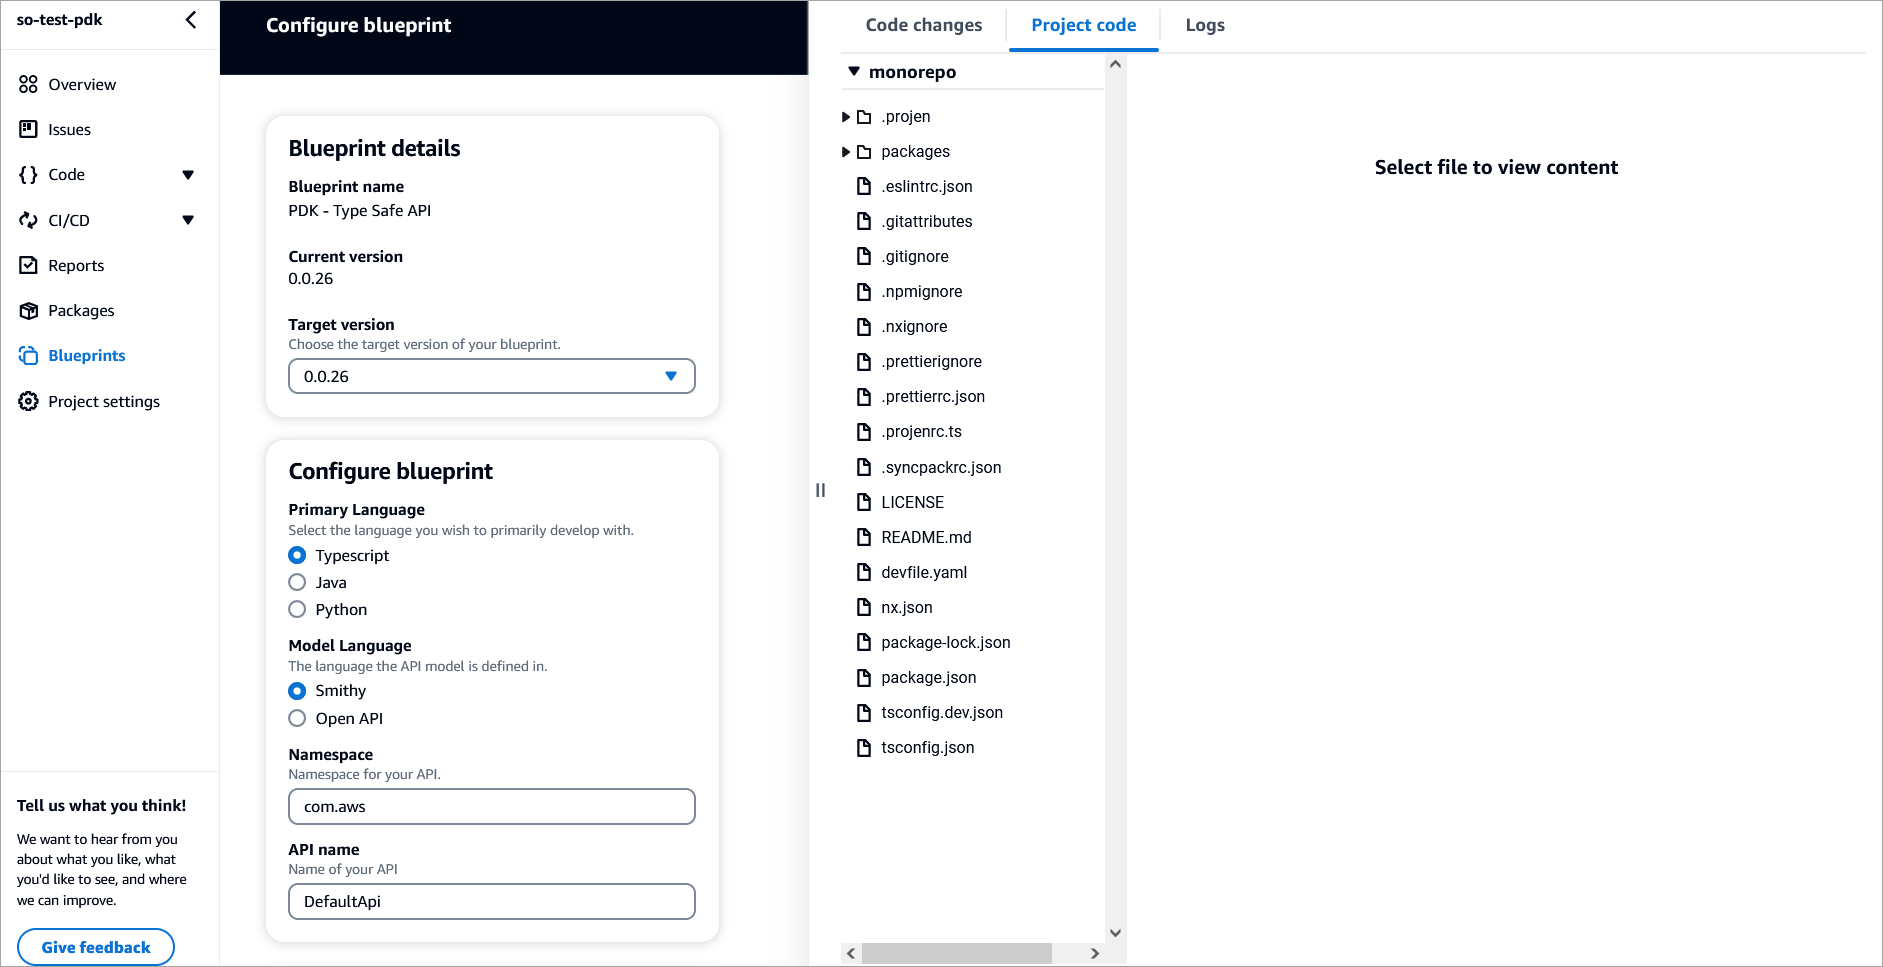 so-test-pdk
Overview
Issues
Code
CI/CD
Reports
Packages
Blueprints
Project settings
Tell us what you think!
We want to hear from you
about what you like, what
you'd like to see, and where
we can improve.
Give feedback
Configure blueprint
Blueprint details
Blueprint name
PDK - Type Safe API
Current version
0.0.26
Target version
Choose the target version of your blueprint.
0.0.26
Configure blueprint
Primary Language
Select the language you wish to primarily develop with.
Typescript
Java
Python
Model Language
The language the API model is defined in.
Smithy
Open API
Namespace
Namespace for your API.
com.aws
API name
Name of your API
DefaultApi
Code changes
Project code
Logs
monorepo
.projen
packages
.eslintrc.json
.gitattributes
.gitignore
.npmignore
.nxignore
.prettierignore
.prettierrc.json
.projenrc.ts
.syncpackrc.json
LICENSE
README.md
devfile.yaml
nx.json
package-lock.json
package.json
tsconfig.dev.json
tsconfig.json
Select file to view content